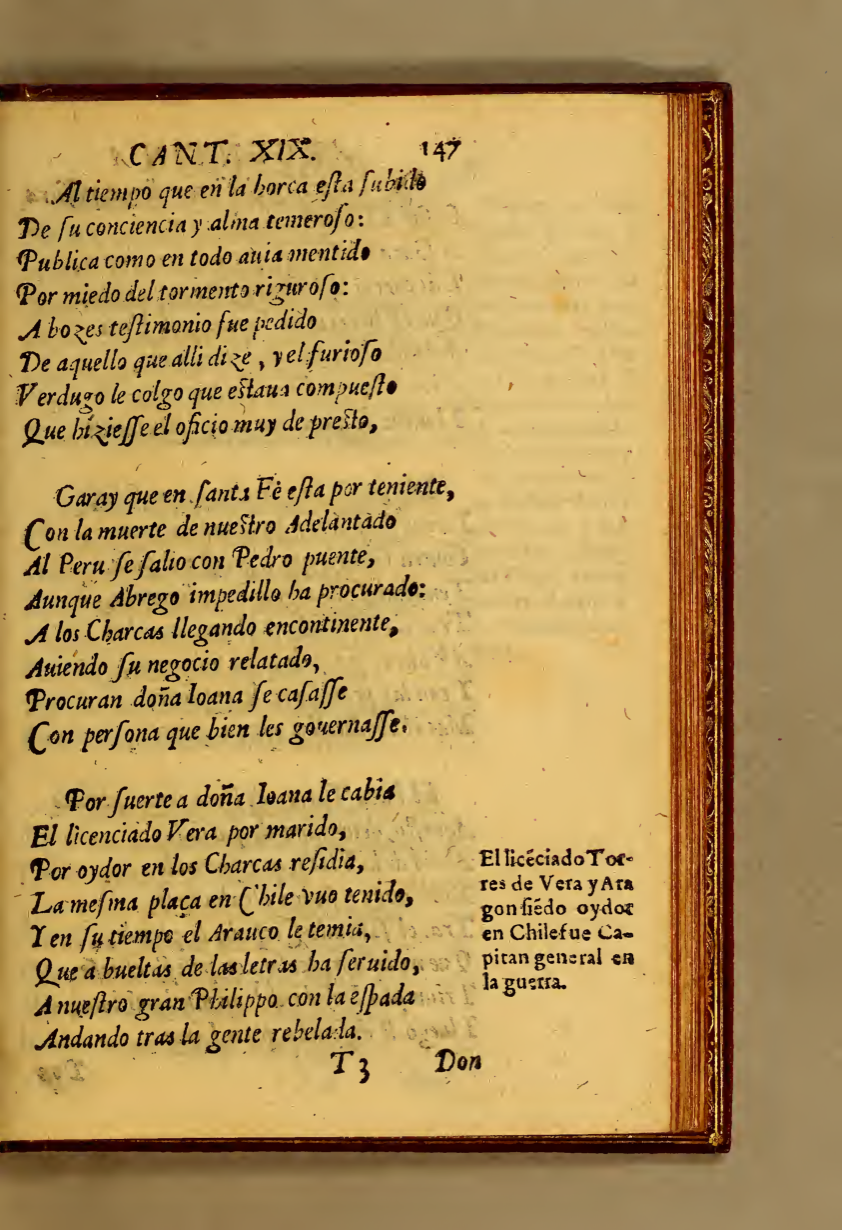 CANT. XIX. 147
Al tiempo que en la horca eſta ſubido
De ſu conciencia y alma temeroſo:
Publica como en todo auia mentido
Por miedo del tormento riguroſo:
A bozes teſtimonio fue pedido
De aquello que alli dize, y el furioſo
Verdugo le colgo que eſtaua compueſto
Que hizieſſe el oficio muy de preſto,
Garay que en ſanta Fè eſta por teniente,
Con la muerte de nueſtro Adelantado
Al Peru ſe ſalio con Pedro puente,
Aunque Abrego impedillo ha procurado:
A los Charcas llegando encontinente,
Auiendo ſu negocio relatado,
Procuran doña Ioana ſe caſaſſe
Con perſona que bien les gouernaſſe.
Por ſuerte a doña Ioana le cabia
El licenciado Vera por marido,
Por oydor en los Charcas reſidia,
La meſma plaça en Chile vuo tenido,
Y en ſu tiempo el Arauco le temia,
Que a bueltas de las letras ha ſeruido,
A nueſtro gran Philippo con la eſpada
Andando tras la gente rebelada.
El licẽciado Tor-
res de Vera y Ara
gon ſiẽdo oydor
en Chile fue Ca-
pitan general en
la guerra.
T3 Don